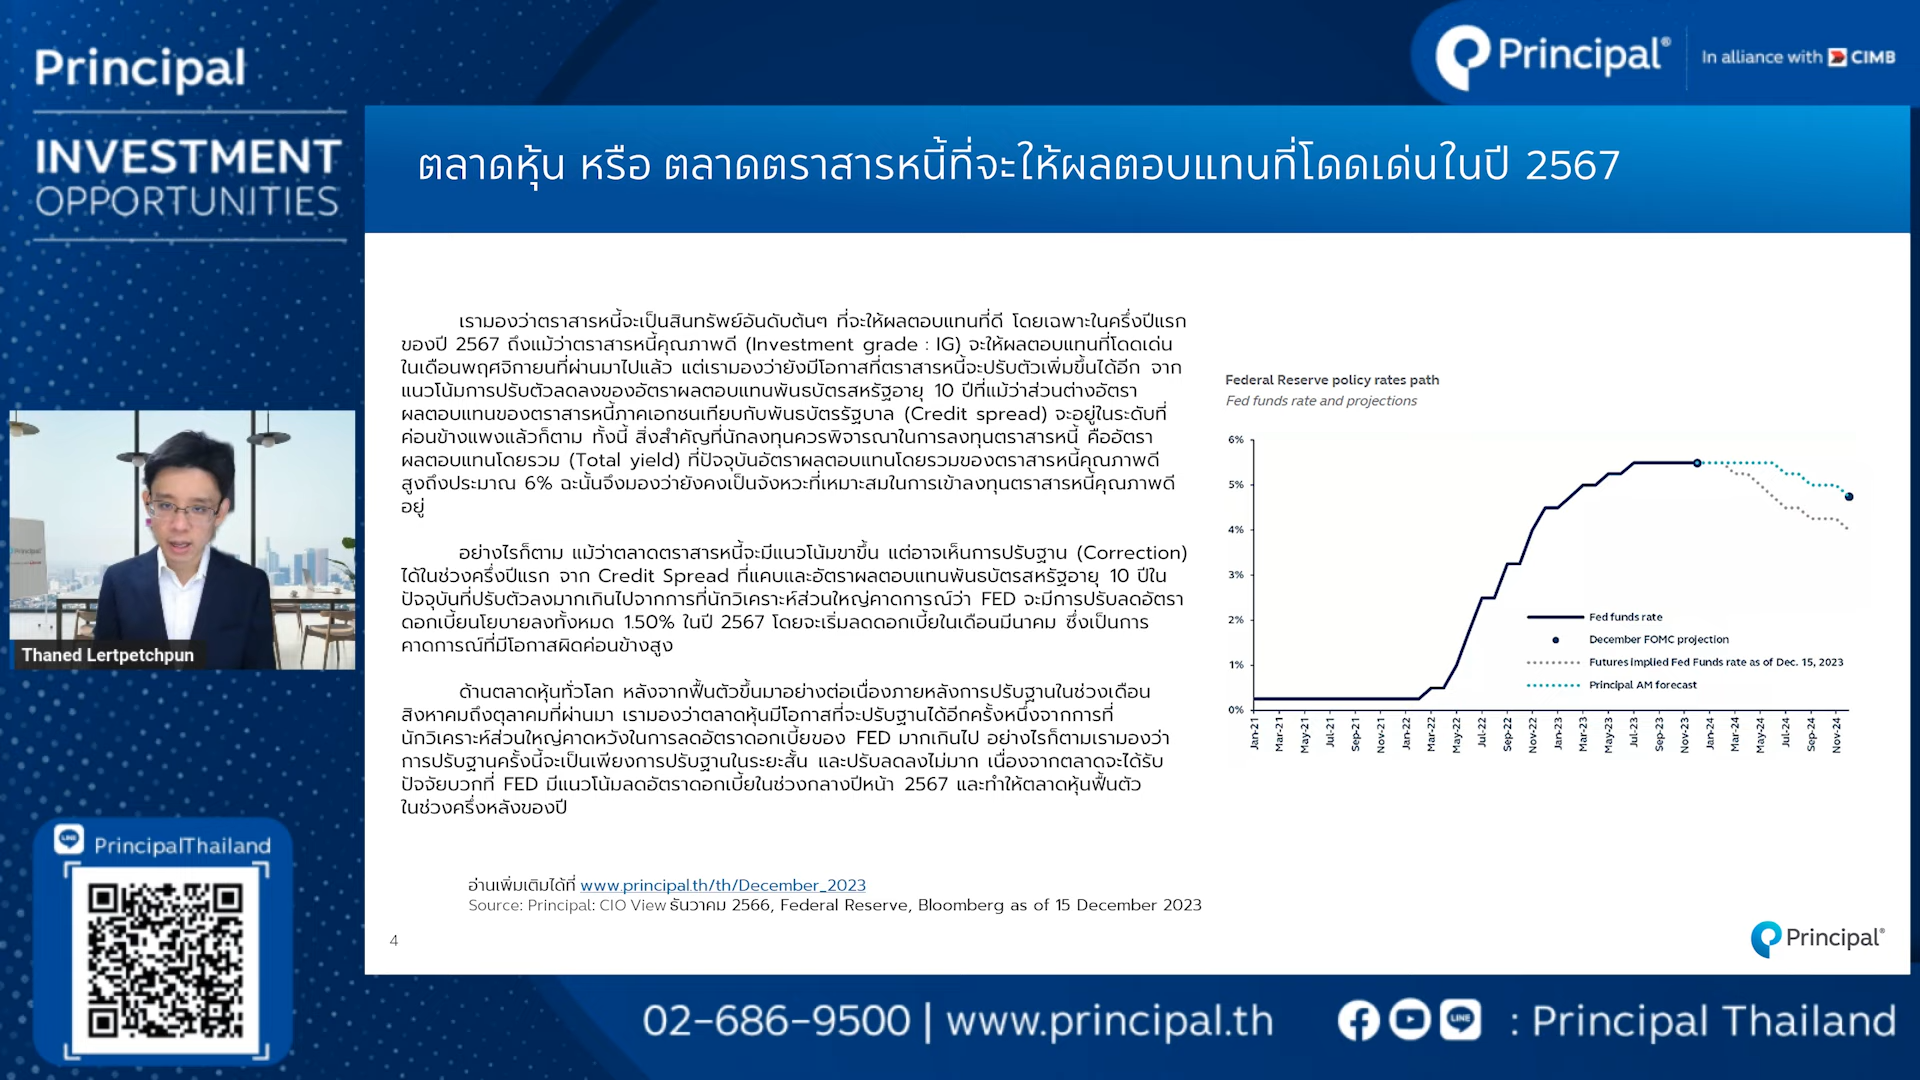 Principal
INVESTMENT
OPPORTUNITIES
Principal®
In alliance with CIMB
ตลาดหุ้น หรือ ตลาดตราสารหนี้ที่จะให้ผลตอบแทนที่โดดเด่นในปี 2567
เรามองว่าตราสารหนี้จะเป็นสินทรัพย์อันดับต้นๆ ที่จะให้ผลตอบแทนที่ดี โดยเฉพาะในครึ่งปีแรก
ของปี 2567 ถึงแม้ว่าตราสารหนี้คุณภาพดี (Investment grade : IG) จะให้ผลตอบแทนที่โดดเด่น
ในเดือนพฤศจิกายนที่ผ่านมาไปแล้ว แต่เรามองว่ายังมีโอกาสที่ตราสารหนี้จะปรับตัวเพิ่มขึ้นได้อีก จาก
แนวโน้มการปรับตัวลดลงของอัตราผลตอบแทนพันธบัตรสหรัฐอายุ 10 ปีที่แม้ว่าส่วนต่างอัตรา
ผลตอบแทนของตราสารหนี้ภาคเอกชนเทียบกับพันธบัตรรัฐบาล (Credit spread) จะอยู่ในระดับที่
ค่อนข้างแพงแล้วก็ตาม ทั้งนี้ สิ่งสำคัญที่นักลงทุนควรพิจารณาในการลงทุนตราสารหนี้ คืออัตรา
ผลตอบแทนโดยรวม (Total yield) ที่ปัจจุบันอัตราผลตอบแทนโดยรวมของตราสารหนี้คุณภาพดี
สูงถึงประมาณ 6% ฉะนั้นจึงมองว่ายังคงเป็นจังหวะที่เหมาะสมในการเข้าลงทุนตราสารหนี้คุณภาพดี
อยู่
อย่างไรก็ตาม แม้ว่าตลาดตราสารหนี้จะมีแนวโน้มขาขึ้น แต่อาจเห็นการปรับฐาน (Correction)
ได้ในช่วงครึ่งปีแรก จาก Credit Spread ที่แคบและอัตราผลตอบแทนพันธบัตรสหรัฐอายุ 10 ปีใน
ปัจจุบันที่ปรับตัวลงมากเกินไปจากการที่นักวิเคราะห์ส่วนใหญ่คาดการณ์ว่า FED จะมีการปรับลดอัตรา
ดอกเบี้ยนโยบายลงทั้งหมด 1.50% ในปี 2567 โดยจะเริ่มลดดอกเบี้ยในเดือนมีนาคม ซึ่งเป็นการ
คาดการณ์ที่มีโอกาสผิดค่อนข้างสูง
ด้านตลาดหุ้นทั่วโลก หลังจากฟื้นตัวขึ้นมาอย่างต่อเนื่องภายหลังการปรับฐานในช่วงเดือน
สิงหาคมถึงตุลาคมที่ผ่านมา เรามองว่าตลาดหุ้นมีโอกาสที่จะปรับฐานได้อีกครั้งหนึ่งจากการที่
นักวิเคราะห์ส่วนใหญ่คาดหวังในการลดอัตราดอกเบี้ยของ FED มากเกินไป อย่างไรก็ตามเรามองว่า
การปรับฐานครั้งนี้จะเป็นเพียงการปรับฐานในระยะสั้น และปรับลดลงไม่มาก เนื่องจากตลาดจะได้รับ
ปัจจัยบวกที่ FED มีแนวโน้มลดอัตราดอกเบี้ยในช่วงกลางปีหน้า 2567 และทำให้ตลาดหุ้นฟื้นตัว
ในช่วงครึ่งหลังของปี
Federal Reserve policy rates path
Fed funds rate and projections
6%
5%
4%
3%
2%
1%
0%
Fed funds rate
December FOMC projection
Futures implied Fed Funds rate as of Dec. 15, 2023
Principal AM forecast
Jan-21
Mar-21
May-21
Jul-21
Sep-21
Nov-21
Jan-22
Mar-22
May-22
Jul-22
Sep-22
Nov-22
Jan-23
Mar-23
May-23
Jul-23
Sep-23
Nov-23
Jan-24
Mar-24
May-24
Jul-24
Sep-24
Nov-24
อ่านเพิ่มเติมได้ที่ www.principal.th/th/December_2023
Source: Principal: CIO View ธันวาคม 2566, Federal Reserve, Bloomberg as of 15 December 2023
4
Principal®
Principal
Thaned Lertpetchpun
LINE
PrincipalThailand
02-686-9500 | www.principal.th
LINE
: Principal Thailand